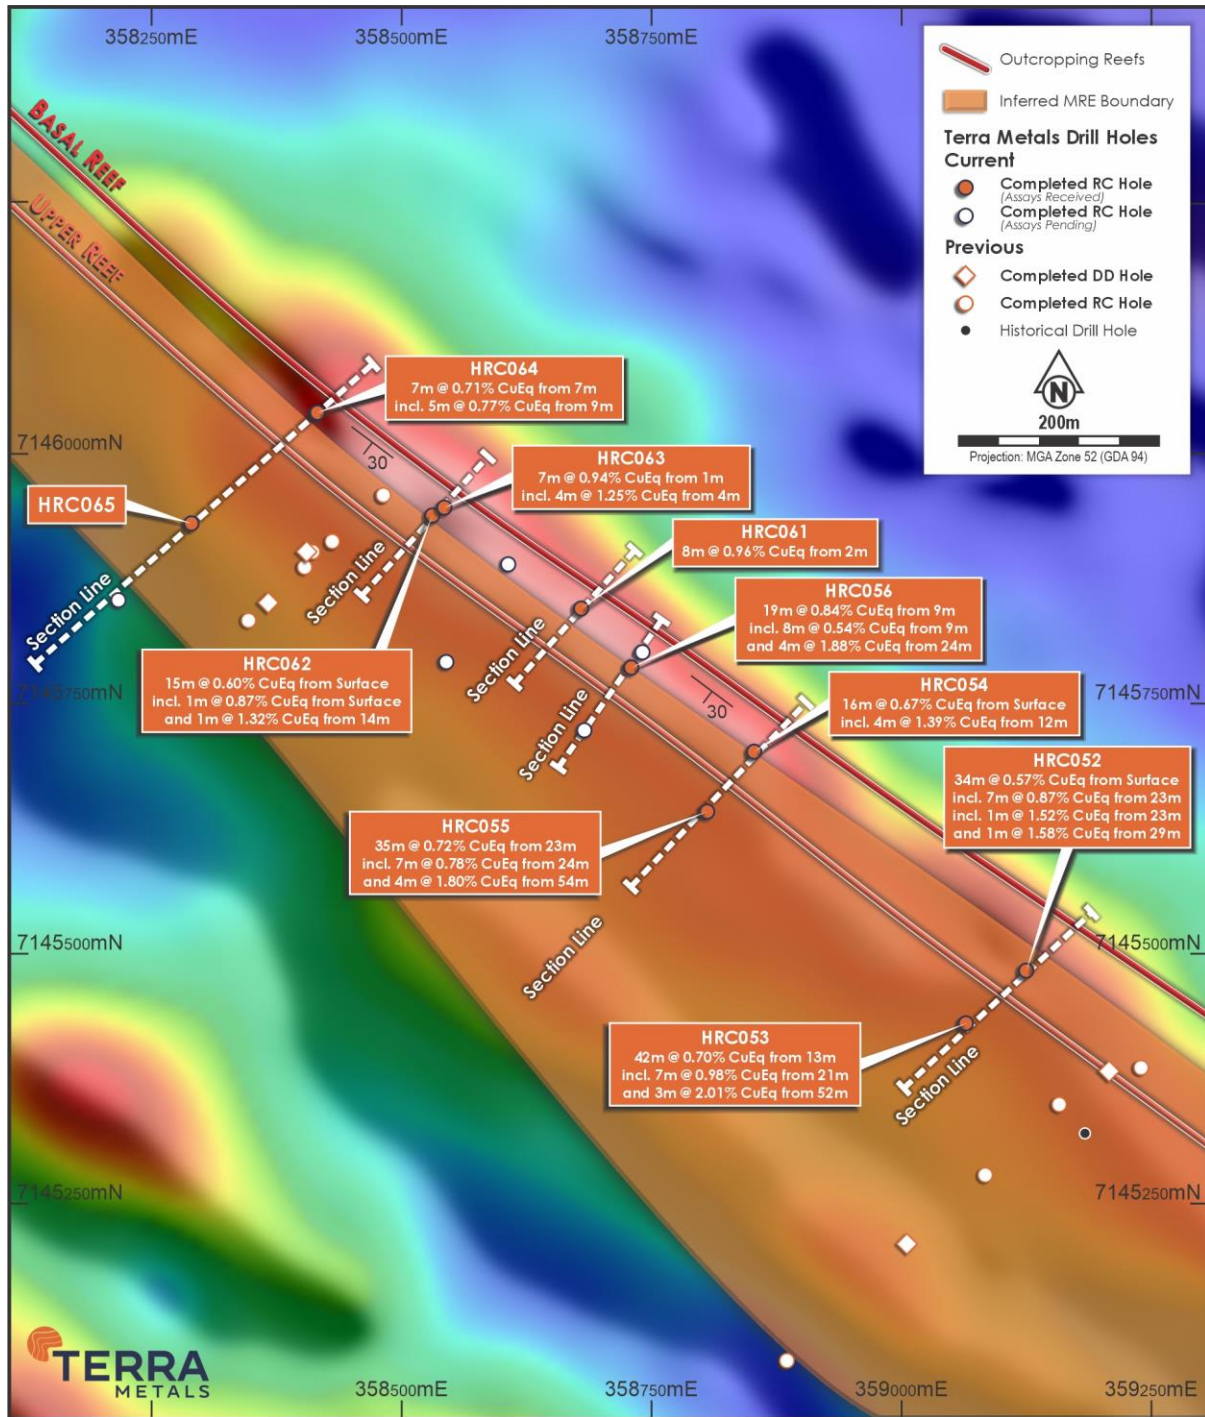 358250mE
358500mE
358750mE
Outcropping Reefs
Inferred MRE Boundary
Terra Metals Drill Holes
Current
Completed RC Hole
(Assays Received)
Completed RC Hole
(Assays Pending)
Previous
Completed DD Hole
Completed RC Hole
Historical Drill Hole
N
200m
Projection: MGA Zone 52 (GDA 94)
BASAL REEF
UPPER REEF
HRC064
7m @ 0.71% CuEq from 7m
incl. 5m @ 0.77% CuEq from 9m
7146000mN
30
HRC063
7m @ 0.94% CuEq from 1m
incl. 4m @ 1.25% CuEq from 4m
HRC065
HRC061
8m @ 0.96% CuEq from 2m
Section Line
Section Line
HRC056
19m @ 0.84% CuEq from 9m
incl. 8m @ 0.54% CuEq from 9m
and 4m @ 1.88% CuEq from 24m
Section Line
HRC062
15m @ 0.60% CuEq from Surface
incl. 1m @ 0.87% CuEq from Surface
and 1m @ 1.32% CuEq from 14m
7145750mN
Section Line
30
HRC054
16m @ 0.67% CuEq from Surface
incl. 4m @ 1.39% CuEq from 12m
7145750mN
HRC052
34m @ 0.57% CuEq from Surface
incl. 7m @ 0.87% CuEq from 23m
incl. 1m @ 1.52% CuEq from 23m
and 1m @ 1.58% CuEq from 29m
HRC055
35m @ 0.72% CuEq from 23m
incl. 7m @ 0.78% CuEq from 24m
and 4m @ 1.80% CuEq from 54m
7145500mN
Section Line
7145500mN
HRC053
42m @ 0.70% CuEq from 13m
incl. 7m @ 0.98% CuEq from 21m
and 3m @ 2.01% CuEq from 52m
Section Line
7145250mN
7145250mN
TERRA
METALS
358500mE
358750mE
359000mE
359250mE